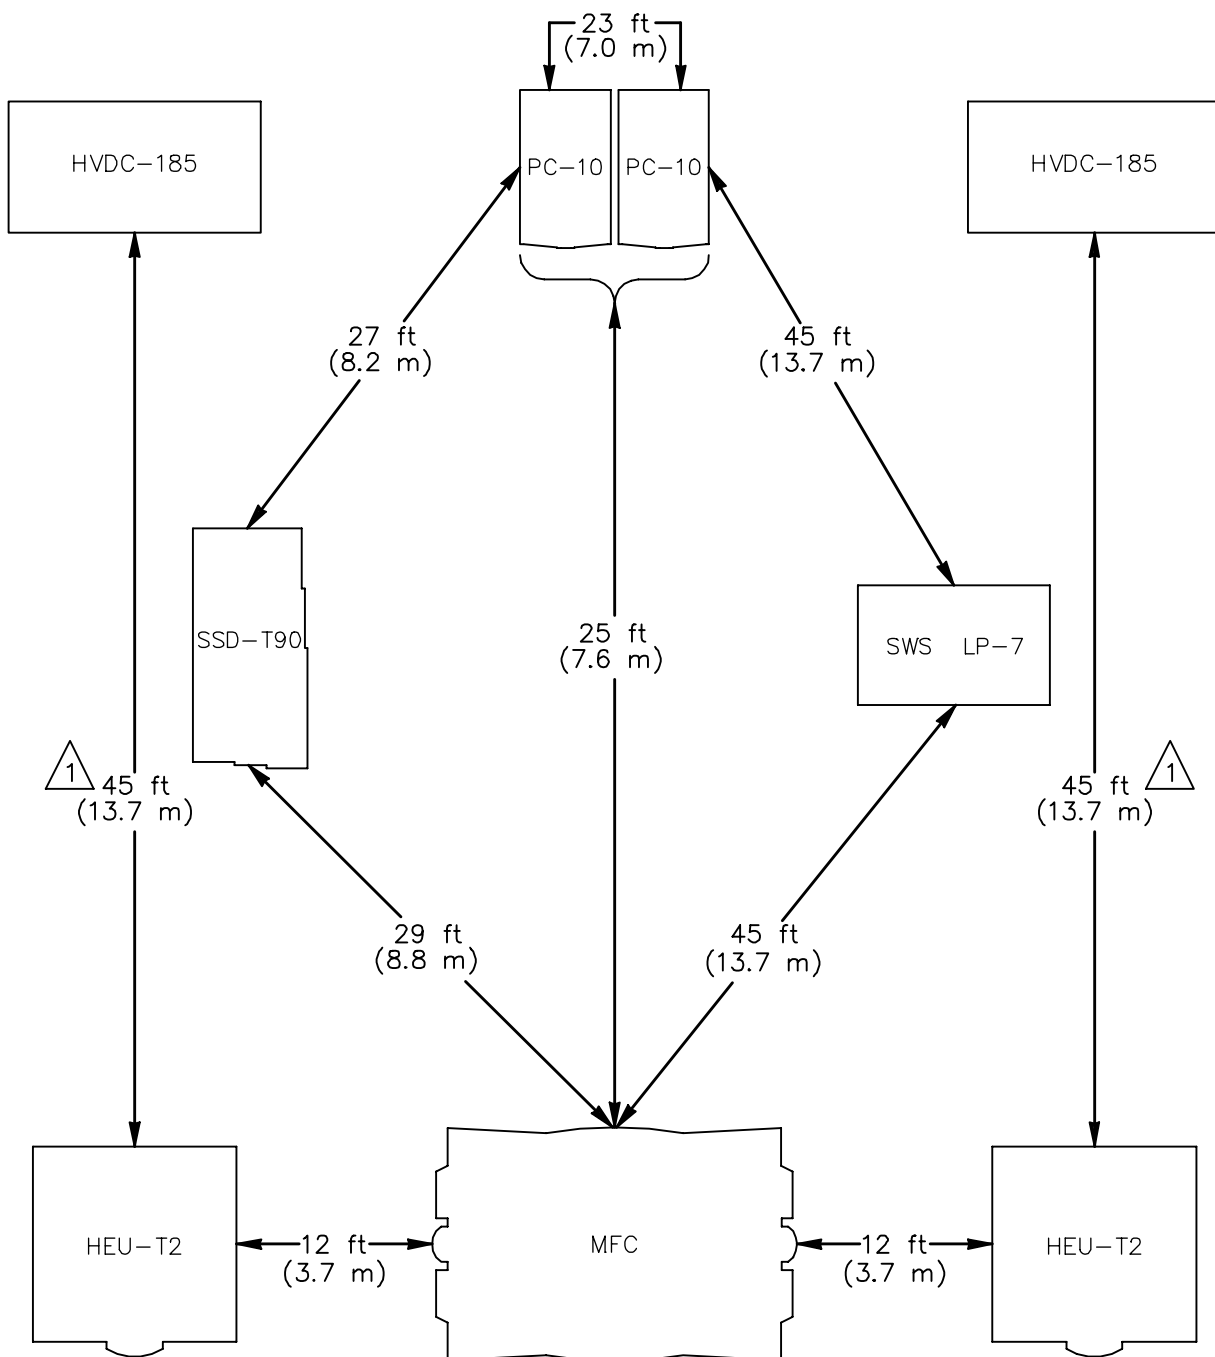 23 ft
(7.0 m)
HVDC-185
PC-10
PC-10
HVDC-185
27 ft
(8.2 m)
45 ft
(13.7 m)
SSD-T90
25 ft
(7.6 m)
SWS LP-7
1
45 ft
(13.7 m)
45 ft
(13.7 m)
1
29 ft
(8.8 m)
45 ft
(13.7 m)
HEU-T2
12 ft
(3.7 m)
MFC
12 ft
(3.7 m)
HEU-T2